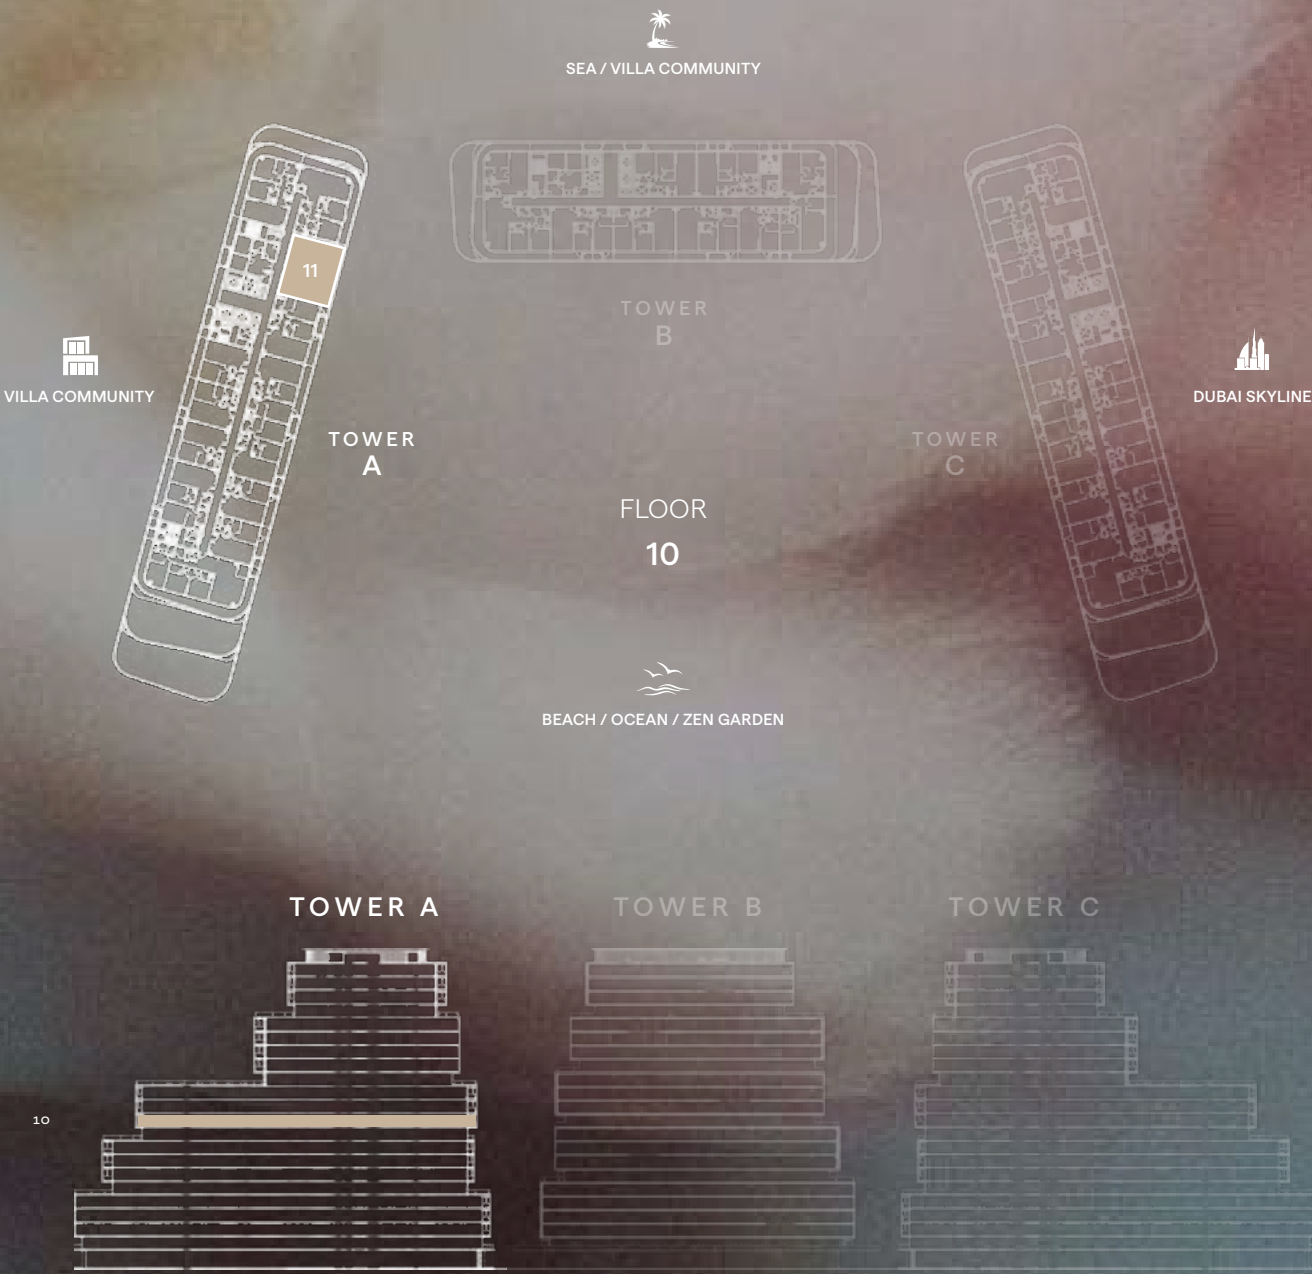 SEA / VILLA COMMUNITY
11
TOWER
B
VILLA COMMUNITY
DUBAI SKYLINE
TOWER
A
TOWER
C
FLOOR
10
BEACH / OCEAN / ZEN GARDEN
TOWER A
TOWER B
TOWER C
10